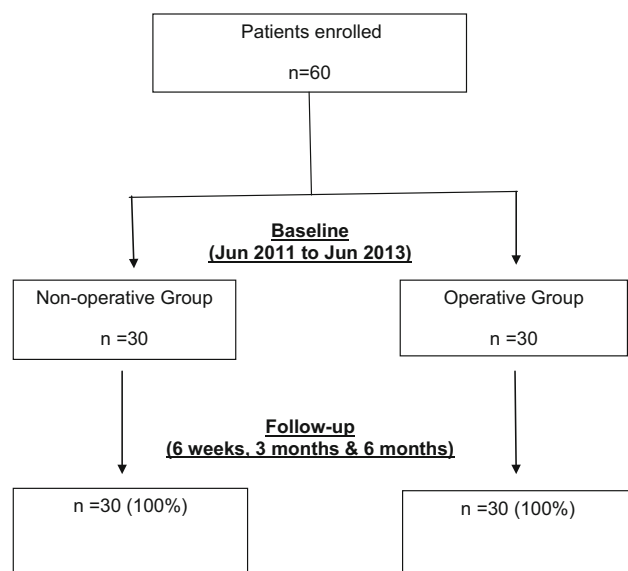 Patients enrolled
n=60
Baseline
(Jun 2011 to Jun 2013)
Non-operative Group
n =30
Operative Group
n =30
Follow-up
(6 weeks, 3 months & 6 months)
n =30 (100%)
n =30 (100%)